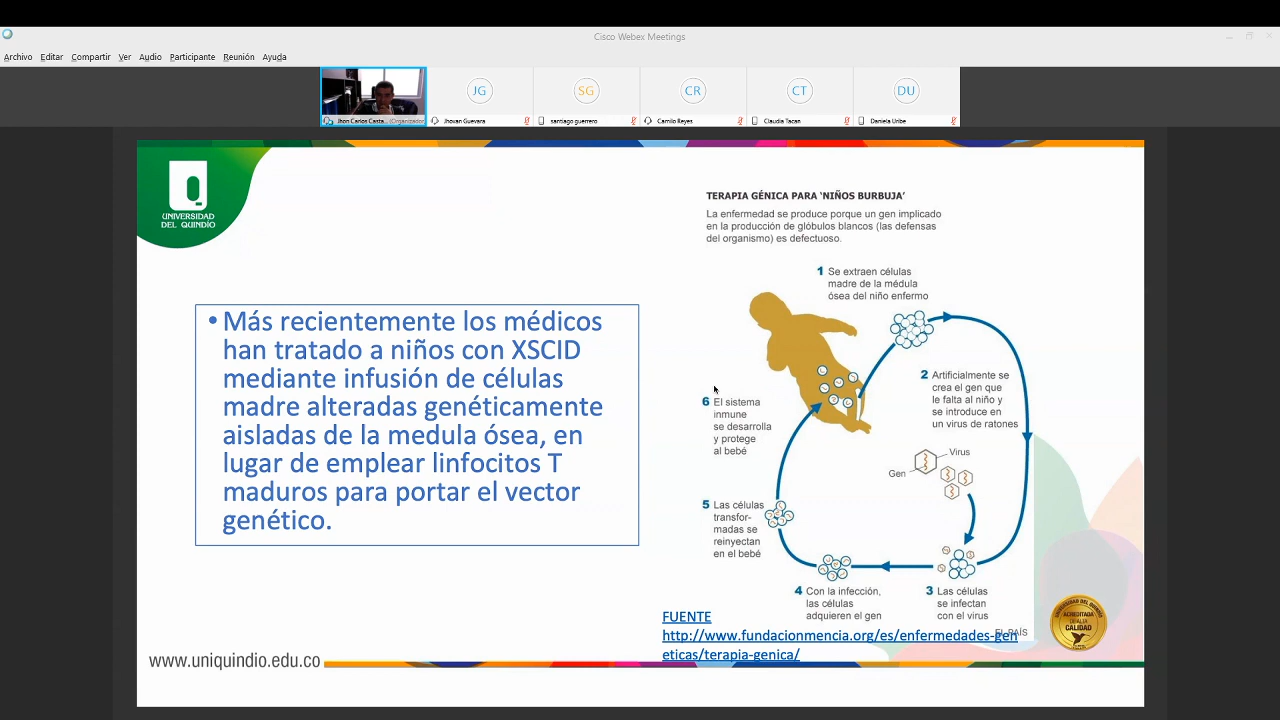 Cisco Webex Meetings
Archivo Editar Compartir Ver Audio Participante Reunión Ayuda
JG
SG
CR
CT
DU
Jhon Carlos Casta... (Organizador)
Jhovan Guevara
santiago guerrero
Camilo Reyes
Claudia Tacan
Daniela Uribe
UNIVERSIDAD
DEL QUINDÍO
• Más recientemente los médicos
han tratado a niños con XSCID
mediante infusión de células
madre alteradas genéticamente
aisladas de la medula ósea, en
lugar de emplear linfocitos T
maduros para portar el vector
genético.
TERAPIA GÉNICA PARA ‘NIÑOS BURBUJA’
La enfermedad se produce porque un gen implicado
en la producción de glóbulos blancos (las defensas
del organismo) es defectuoso.
1 Se extraen células
madre de la médula
ósea del niño enfermo
2 Artificialmente se
crea el gen que
le falta al niño y
se introduce en
un virus de ratones
Virus
Gen
3 Las células
se infectan
con el virus
4 Con la infección,
las células
adquieren el gen
5 Las células
transfor-
madas se
reinyectan
en el bebé
6 El sistema
inmune
se desarrolla
y protege
al bebé
EL PAÍS
FUENTE
http://www.fundacionmencia.org/es/enfermedades-gen
eticas/terapia-genica/
UNIVERSIDAD DEL QUINDÍO
ACREDITADA
DE ALTA
CALIDAD
www.uniquindio.edu.co